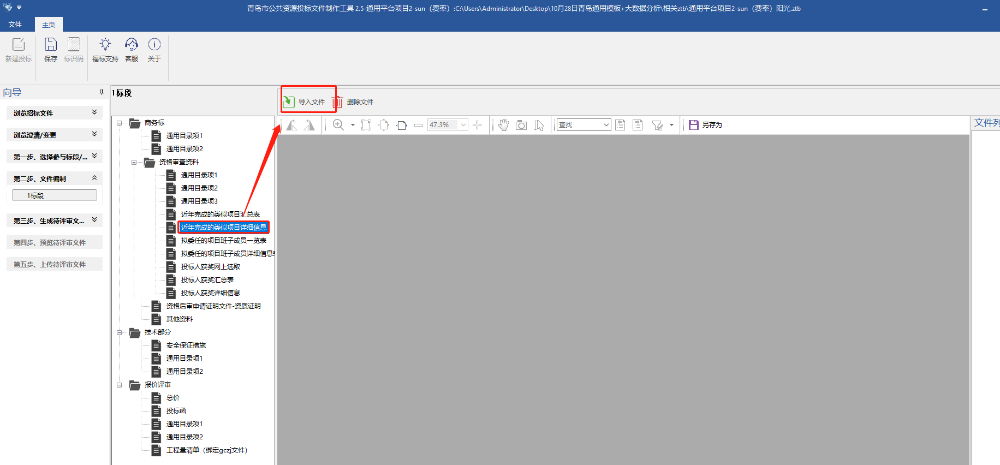 青岛市公共资源投标文件制作工具 2.5-通用平台项目2-sun（费率）:C:\Users\Administrator\Desktop\10月28日青岛通用模板+大数据分析\相关ztb\通用平台项目2-sun（费率）阳光.ztb
文件 主页
新建投标 保存 标识码 福标支持 客服 关于
向导
浏览招标文件
浏览澄清/变更
第一步、选择参与标段/...
第二步、文件编制
1标段
第三步、生成待评审文...
第四步、预览待评审文件
第五步、上传待评审文件
1标段
商务标
通用目录项1
通用目录项2
资格审查资料
通用目录项1
通用目录项2
通用目录项3
近年完成的类似项目汇总表
近年完成的类似项目详细信息
拟委任的项目班子成员一览表
拟委任的项目班子成员详细信息
投标人获奖网上选取
投标人获奖汇总表
投标人获奖详细信息
资格后审申请证明文件-资质证明
其他资料
技术部分
安全保证措施
通用目录项1
通用目录项2
报价评审
总价
投标函
通用目录项1
通用目录项2
工程量清单（绑定gczj文件）
导入文件 删除文件
47.3% 查找 另存为
文件列